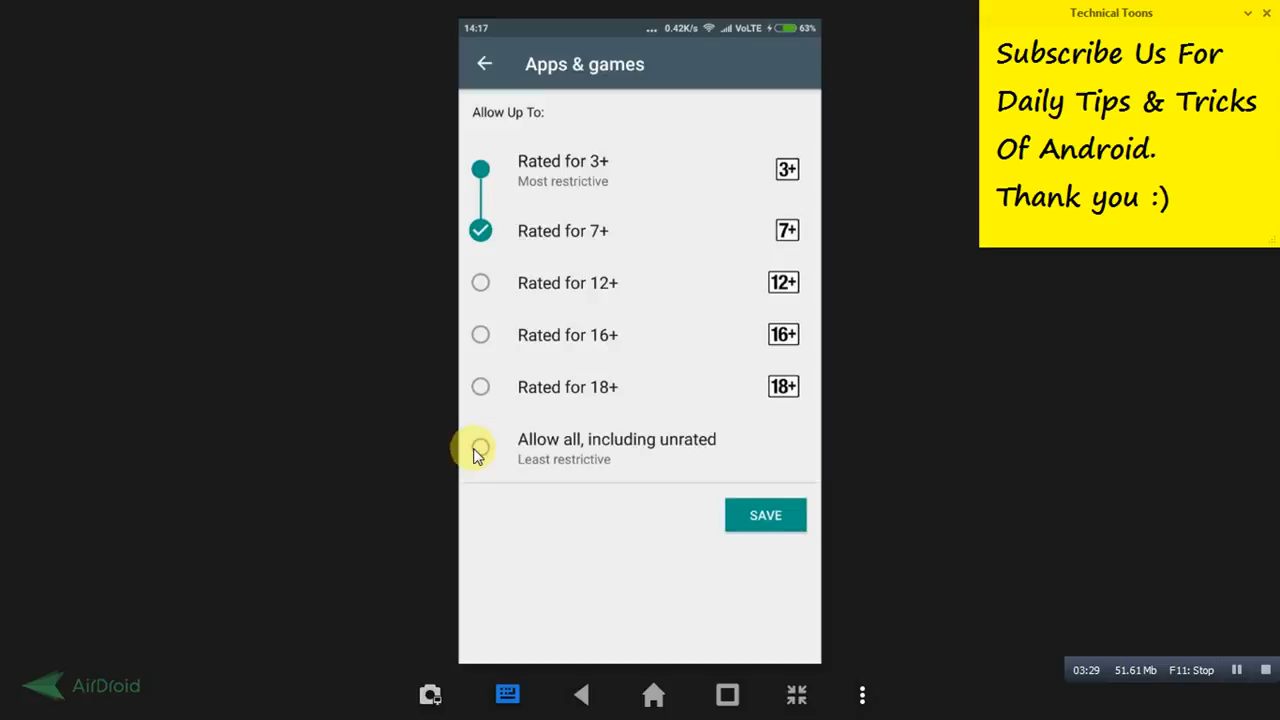 Technical Toons
Subscribe Us For
Daily Tips & Tricks
Of Android.
Thank you :)
14:17
... 0.42K/s VoLTE 63%
Apps & games
Allow Up To:
Rated for 3+
Most restrictive
3+
Rated for 7+
7+
Rated for 12+
12+
Rated for 16+
16+
Rated for 18+
18+
Allow all, including unrated
Least restrictive
SAVE
AirDroid
03:29 51.61 Mb F11: Stop